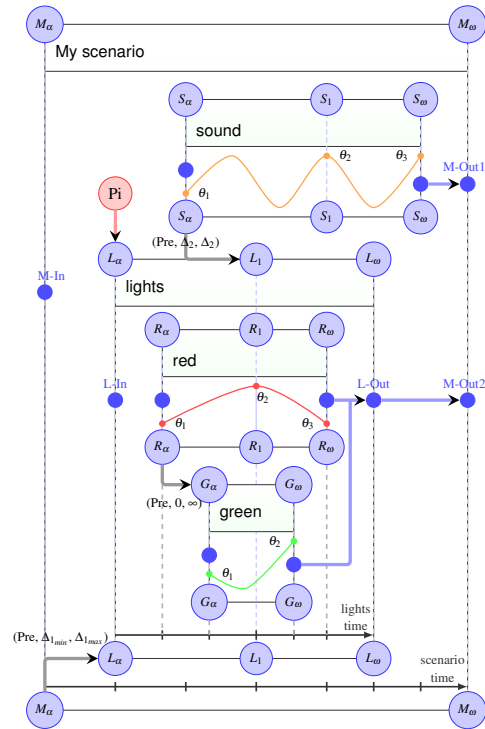 Mα Mω
My scenario
Sα S1 Sω
sound
θ2 θ3
M-Out1
θ1
Pi
Sα S1 Sω
(Pre, Δ2, Δ2)
Lα L1 Lω
M-In
lights
Rα R1 Rω
red
L-In L-Out M-Out2
θ2
θ1 θ3
Rα R1 Rω
Gα Gω
(Pre, 0, ∞)
green
θ2
θ1
Gα Gω
lights
time
(Pre, Δ1min, Δ1max)
Lα L1 Lω
scenario
time
Mα Mω